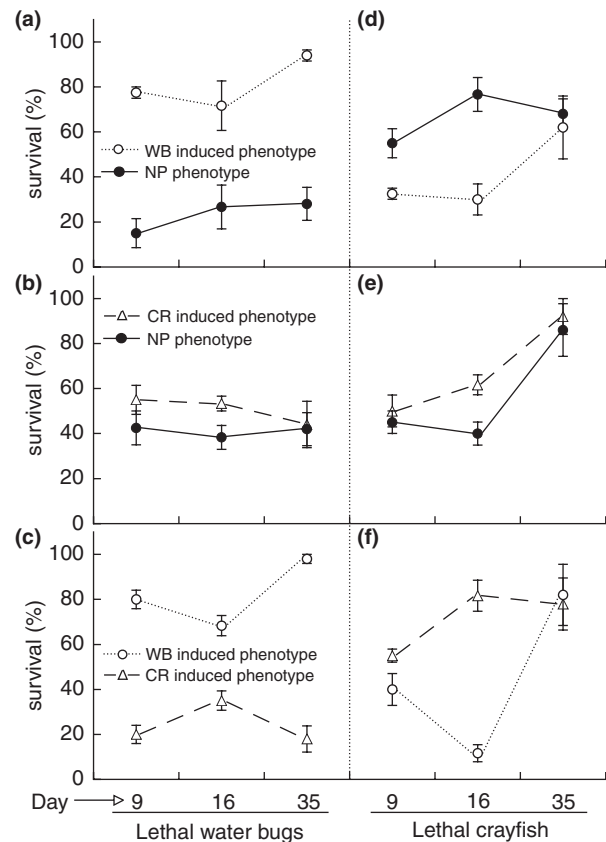 (a)
(d)
100
80
60
40
20
0
survival (%)
WB induced phenotype
NP phenotype
(b)
(e)
100
80
60
40
20
0
survival (%)
CR induced phenotype
NP phenotype
(c)
(f)
100
80
60
40
20
0
survival (%)
WB induced phenotype
CR induced phenotype
Day 9 16 35 9 16 35
Lethal water bugs Lethal crayfish